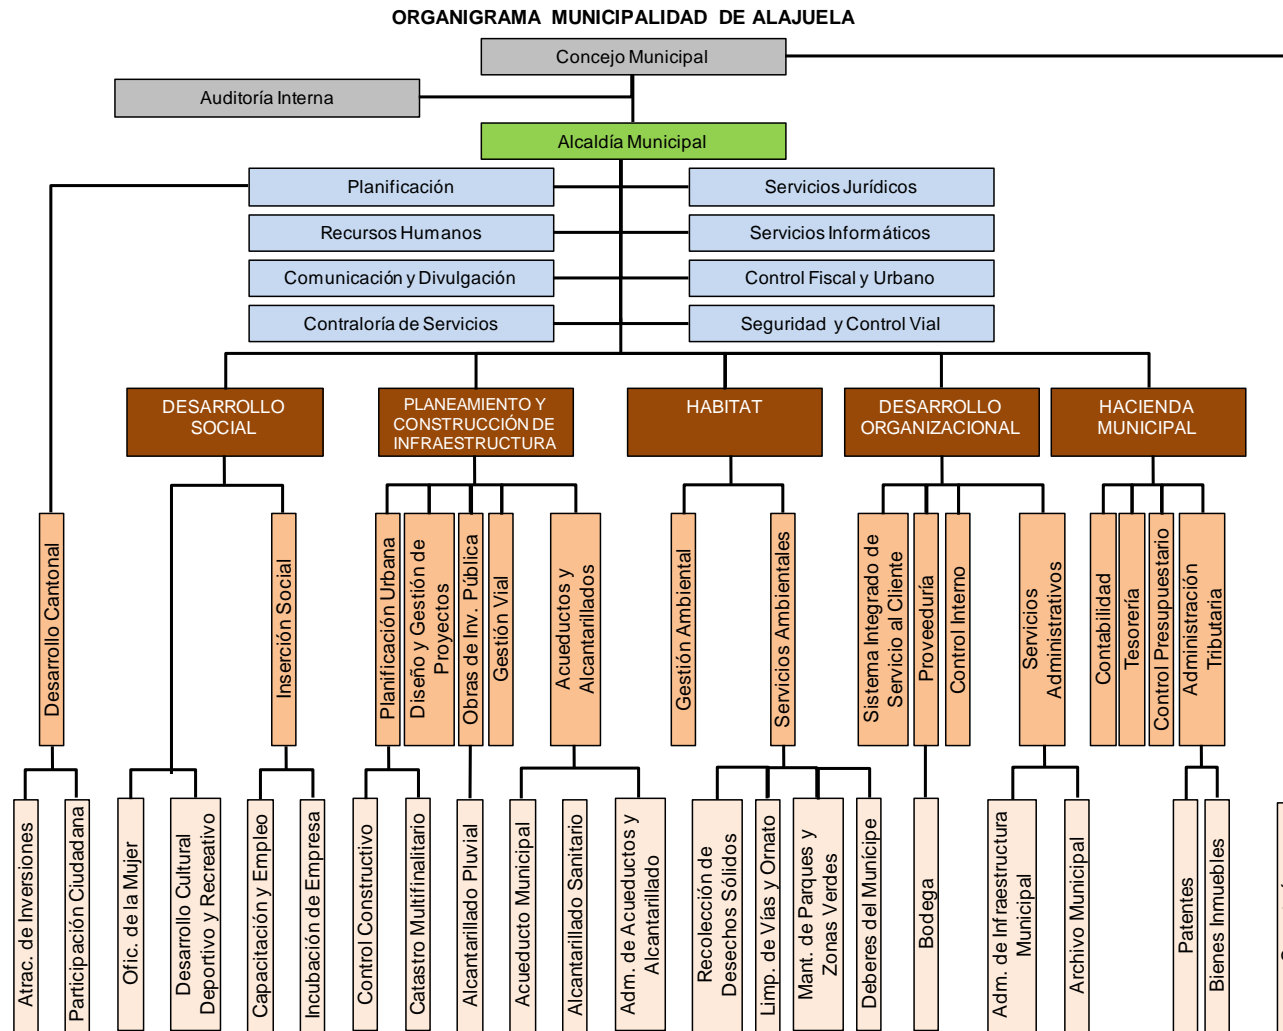 ORGANIGRAMA MUNICIPALIDAD DE ALAJUELA
Concejo Municipal
Auditoría Interna
Alcaldía Municipal
Planificación
Servicios Jurídicos
Recursos Humanos
Servicios Informáticos
Comunicación y Divulgación
Control Fiscal y Urbano
Contraloría de Servicios
Seguridad y Control Vial
DESARROLLO
SOCIAL
PLANEAMIENTO Y
CONSTRUCCIÓN DE
INFRAESTRUCTURA
HABITAT
DESARROLLO
ORGANIZACIONAL
HACIENDA
MUNICIPAL
Desarrollo Cantonal
Inserción Social
Planificación Urbana
Diseño y Gestión de
Proyectos
Obras de Inv. Pública
Gestión Vial
Acueductos y
Alcantarillados
Gestión Ambiental
Servicios Ambientales
Sistema Integrado de
Servicio al Cliente
Proveeduría
Control Interno
Servicios
Administrativos
Contabilidad
Tesorería
Control Presupuestario
Administración
Tributaria
Atrac. de Inversiones
Participación Ciudadana
Ofic. de la Mujer
Desarrollo Cultural
Deportivo y Recreativo
Capacitación y Empleo
Incubación de Empresa
Control Constructivo
Catastro Multifinalitario
Alcantarillado Pluvial
Acueducto Municipal
Alcantarillado Sanitario
Adm. de Acueductos y
Alcantarillado
Recolección de
Desechos Sólidos
Limp. de Vías y Ornato
Mant. de Parques y
Zonas Verdes
Deberes del Munícipe
Bodega
Adm. de Infraestructura
Municipal
Archivo Municipal
Patentes
Bienes Inmuebles